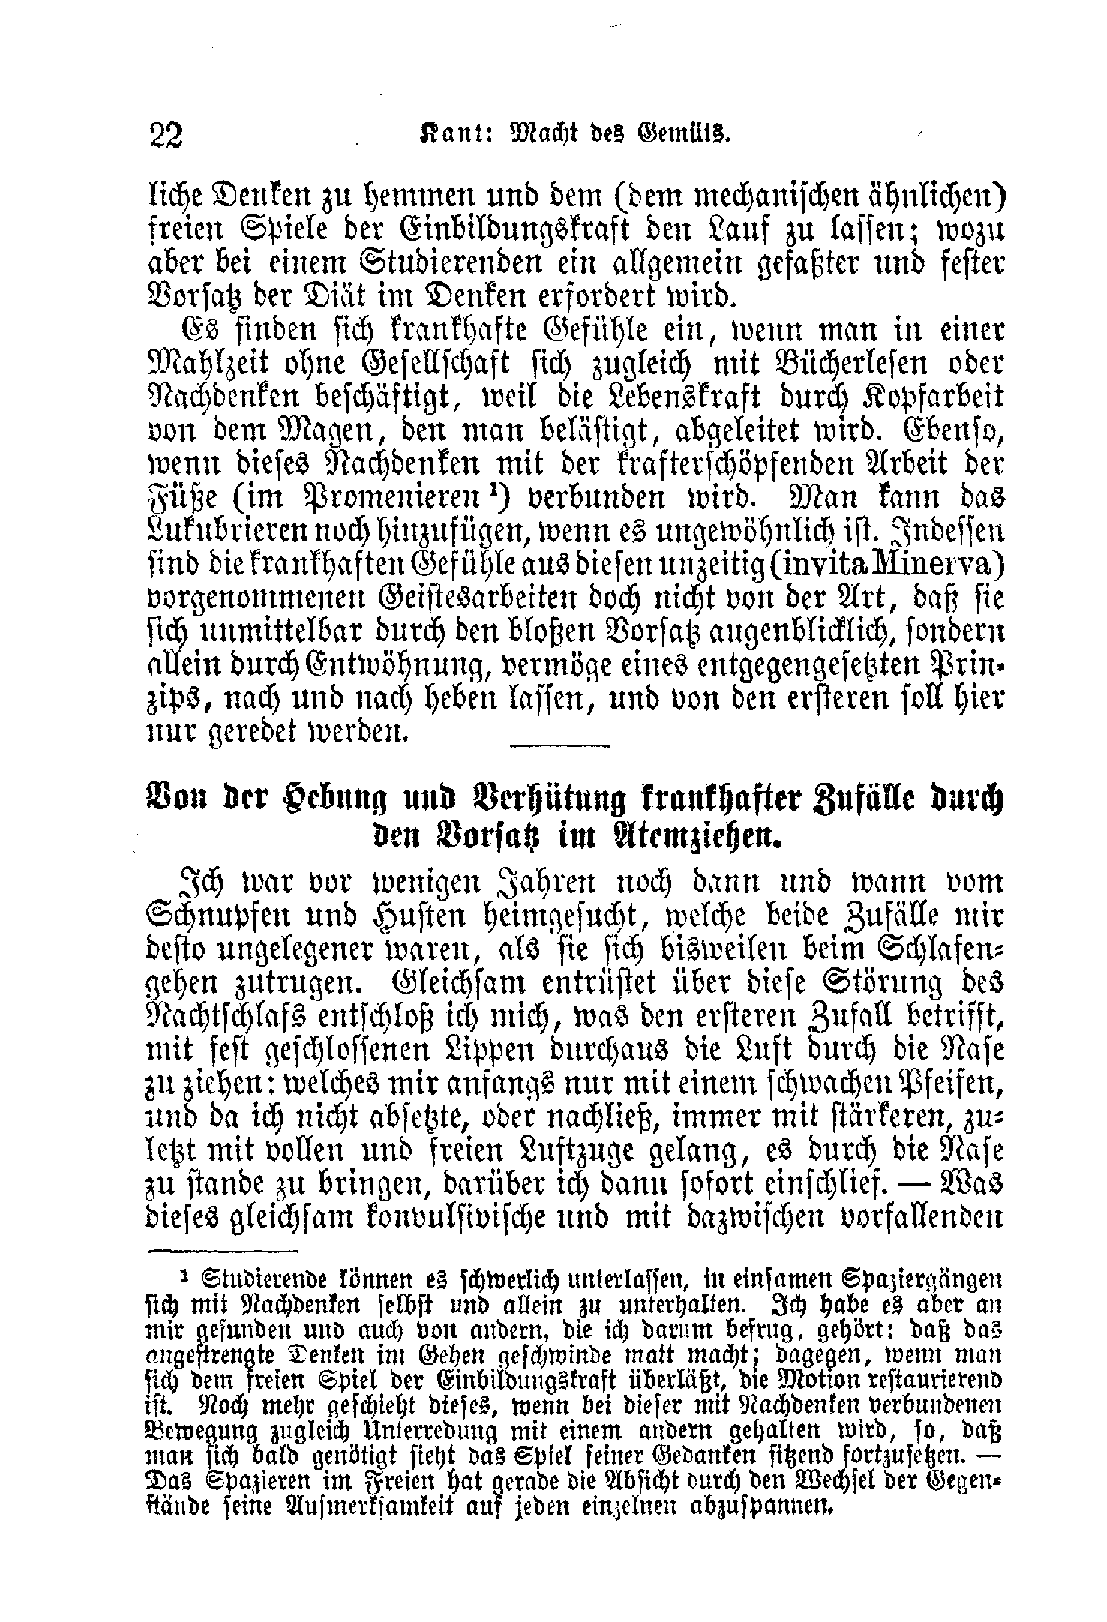 22 Kant: Macht des Gemüts.
liche Denken zu hemmen und dem (dem mechanischen ähnlichen)
freien Spiele der Einbildungskraft den Lauf zu lassen; wozu
aber bei einem Studierenden ein allgemein gefaßter und fester
Vorsatz der Diät im Denken erfordert wird.
Es finden sich krankhafte Gefühle ein, wenn man in einer
Mahlzeit ohne Gesellschaft sich zugleich mit Bücherlesen oder
Nachdenken beschäftigt, weil die Lebenskraft durch Kopfarbeit
von dem Magen, den man belästigt, abgeleitet wird. Ebenso,
wenn dieses Nachdenken mit der krafterschöpfenden Arbeit der
Füße (im Promenieren ¹) verbunden wird. Man kann das
Lukubrieren noch hinzufügen, wenn es ungewöhnlich ist. Indessen
sind die krankhaften Gefühle aus diesen unzeitig (invita Minerva)
vorgenommenen Geistesarbeiten doch nicht von der Art, daß sie
sich unmittelbar durch den bloßen Vorsatz augenblicklich, sondern
allein durch Entwöhnung, vermöge eines entgegengesetzten Prin-
zips, nach und nach heben lassen, und von den ersteren soll hier
nur geredet werden.
Von der Hebung und Verhütung krankhafter Zufälle durch
den Vorsatz im Atemziehen.
Ich war vor wenigen Jahren noch dann und wann vom
Schnupfen und Husten heimgesucht, welche beide Zufälle mir
desto ungelegener waren, als sie sich bisweilen beim Schlafen-
gehen zutrugen. Gleichsam entrüstet über diese Störung des
Nachtschlafs entschloß ich mich, was den ersteren Zufall betrifft,
mit fest geschlossenen Lippen durchaus die Luft durch die Nase
zu ziehen: welches mir anfangs nur mit einem schwachen Pfeifen,
und da ich nicht absetzte, oder nachließ, immer mit stärkeren, zu-
letzt mit vollen und freien Luftzuge gelang, es durch die Nase
zu stande zu bringen, darüber ich dann sofort einschlief. — Was
dieses gleichsam konvulsivische und mit dazwischen vorfallenden
¹ Studierende können es schwerlich unterlassen, in einsamen Spaziergängen
sich mit Nachdenken selbst und allein zu unterhalten. Ich habe es aber an
mir gefunden und auch von andern, die ich darum befrug, gehört: daß das
angestrengte Denken im Gehen geschwinde matt macht; dagegen, wenn man
sich dem freien Spiel der Einbildungskraft überläßt, die Motion restaurierend
ist. Noch mehr geschieht dieses, wenn bei dieser mit Nachdenken verbundenen
Bewegung zugleich Unterredung mit einem andern gehalten wird, so, daß
man sich bald genötigt sieht das Spiel seiner Gedanken sitzend fortzusetzen. —
Das Spazieren im Freien hat gerade die Absicht durch den Wechsel der Gegen-
stände seine Aufmerksamkeit auf jeden einzelnen abzuspannen.